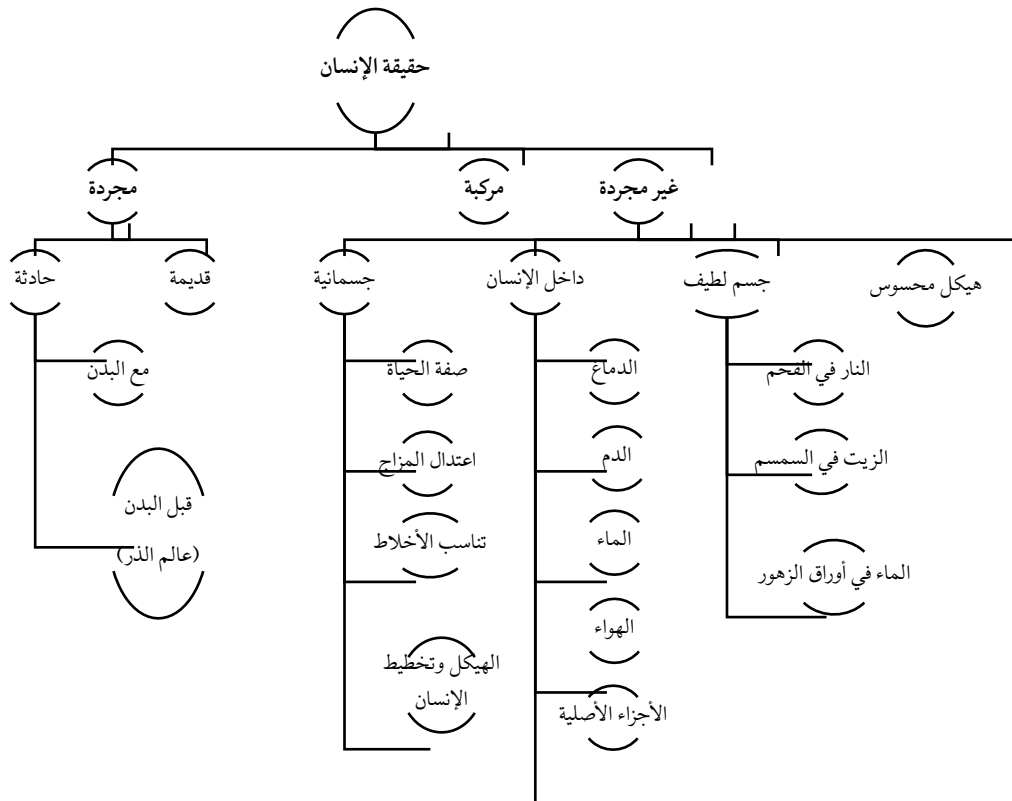 حقيقة الإنسان
غير مجردة
مركبة
مجردة
هيكل محسوس
جسم لطيف
داخل الإنسان
جسمانية
قديمة
حادثة
النار في الفحم
الزيت في السمسم
الماء في أوراق الزهور
الدماغ
الدم
الماء
الهواء
الأجزاء الأصلية
صفة الحياة
اعتدال المزاج
تناسب الأخلاط
الهيكل وتخطيط
الإنسان
مع البدن
قبل البدن
(عالم الذر)